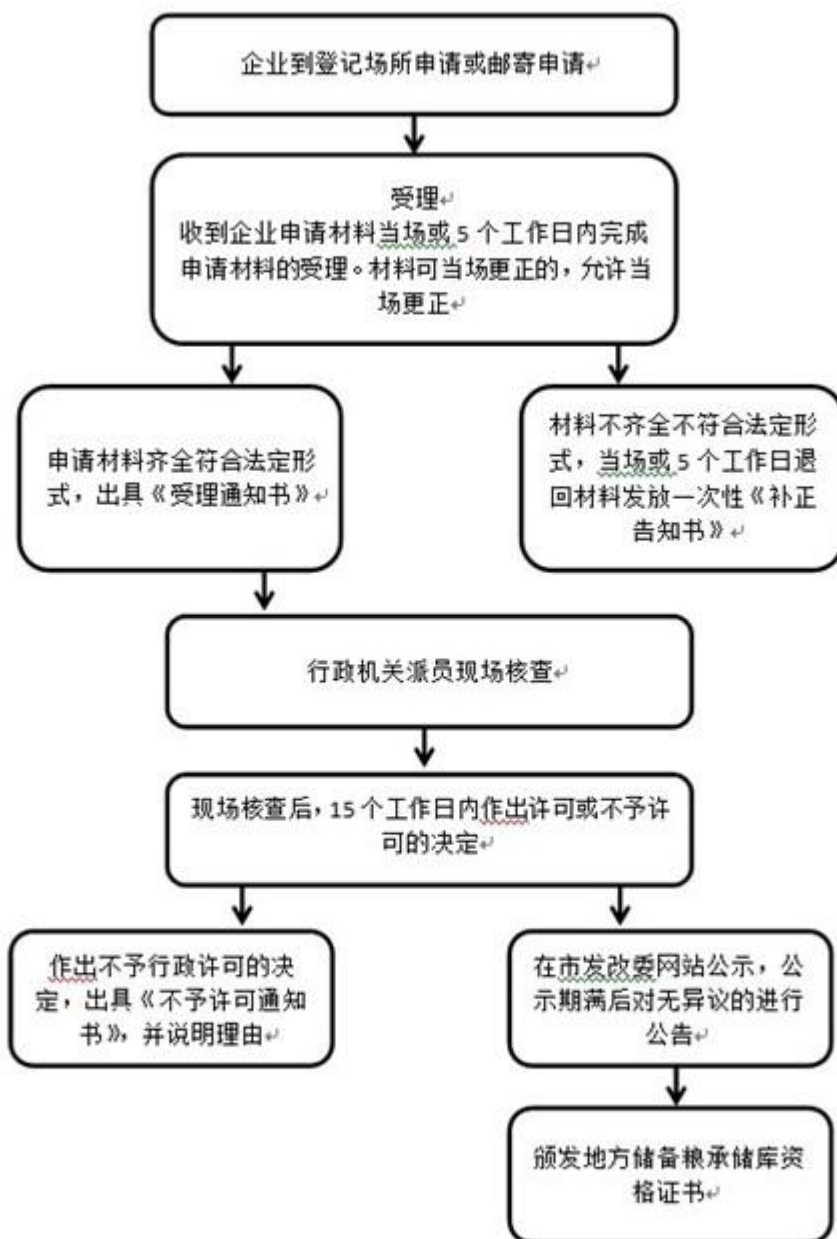 企业到登记场所申请或邮寄申请↵
受理↵
收到企业申请材料当场或 5 个工作日内完成
申请材料的受理。材料可当场更正的，允许当
场更正↵
申请材料齐全符合法定形
式，出具《受理通知书》↵
材料不齐全不符合法定形
式，当场或 5 个工作日退
回材料发放一次性《补正
告知书》↵
行政机关派员现场核查↵
现场核查后，15 个工作日内作出许可或不予许
可的决定↵
作出不予行政许可的决
定，出具《不予许可通知
书》，并说明理由↵
在市发改委网站公示，公
示期满后对无异议的进行
公告↵
颁发地方储备粮承储库资
格证书↵